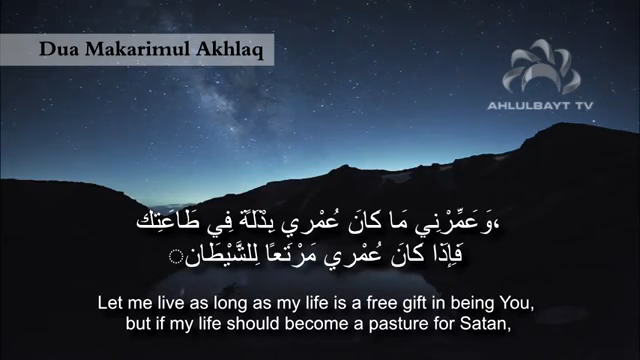 Dua Makarimul Akhlaq
AHLULBAYT TV
وَعَمِّرْنِي مَا كَانَ عُمْرِي بِذْلَةً فِي طَاعَتِكَ،
فَإِذَا كَانَ عُمْرِي مَرْتَعًا لِلشَّيْطَانِ
Let me live as long as my life is a free gift in being You,
but if my life should become a pasture for Satan,